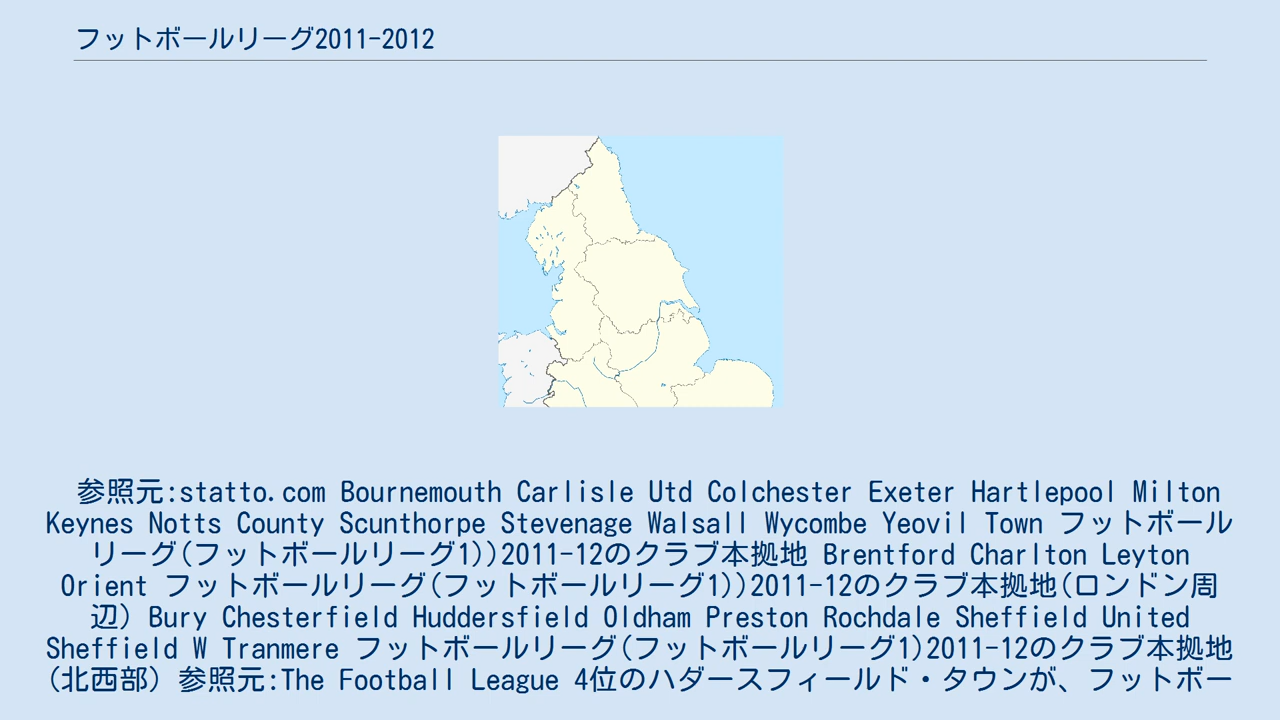 フットボールリーグ2011-2012
参照元:statto.com Bournemouth Carlisle Utd Colchester Exeter Hartlepool Milton
Keynes Notts County Scunthorpe Stevenage Walsall Wycombe Yeovil Town フットボール
リーグ(フットボールリーグ1))2011-12のクラブ本拠地 Brentford Charlton Leyton
Orient フットボールリーグ(フットボールリーグ1))2011-12のクラブ本拠地(ロンドン周
辺) Bury Chesterfield Huddersfield Oldham Preston Rochdale Sheffield United
Sheffield W Tranmere フットボールリーグ(フットボールリーグ1)2011-12のクラブ本拠地
(北西部) 参照元:The Football League 4位のハダースフィールド・タウンが、フットボー